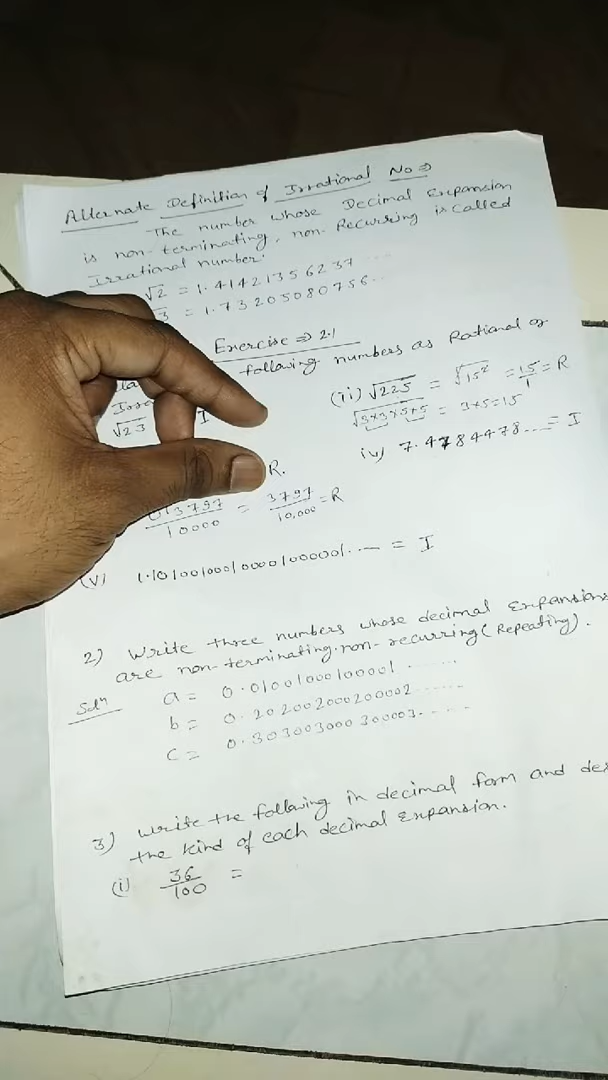 Alternate Definition of Irrational No ⇒
The number whose Decimal Expansion
is non-terminating, non-Recurring is called
Irrational number.
√2 = 1.41421356237....
3 = 1.73205080756...
Exercise ⇒ 2.1
following numbers as Rational or
√23 I
(ii) √225 = √15² = 15/1 = R
√3×3×5×5 = 3×5=15
R.
iv) 7.4784478.... = I
013797/10000 = 3797/10,000 = R
(v) 1.101001000100001000001... = I
2) Write three numbers whose decimal Expansions
are non-terminating.non-recurring (Repeating).
Solⁿ a = 0.01001000100001 ......
b = 0.202002000200002 ......
c = 0.303003000300003.....
3) Write the following in decimal form and
the kind of each decimal Expansion.
(i) 36/100 =